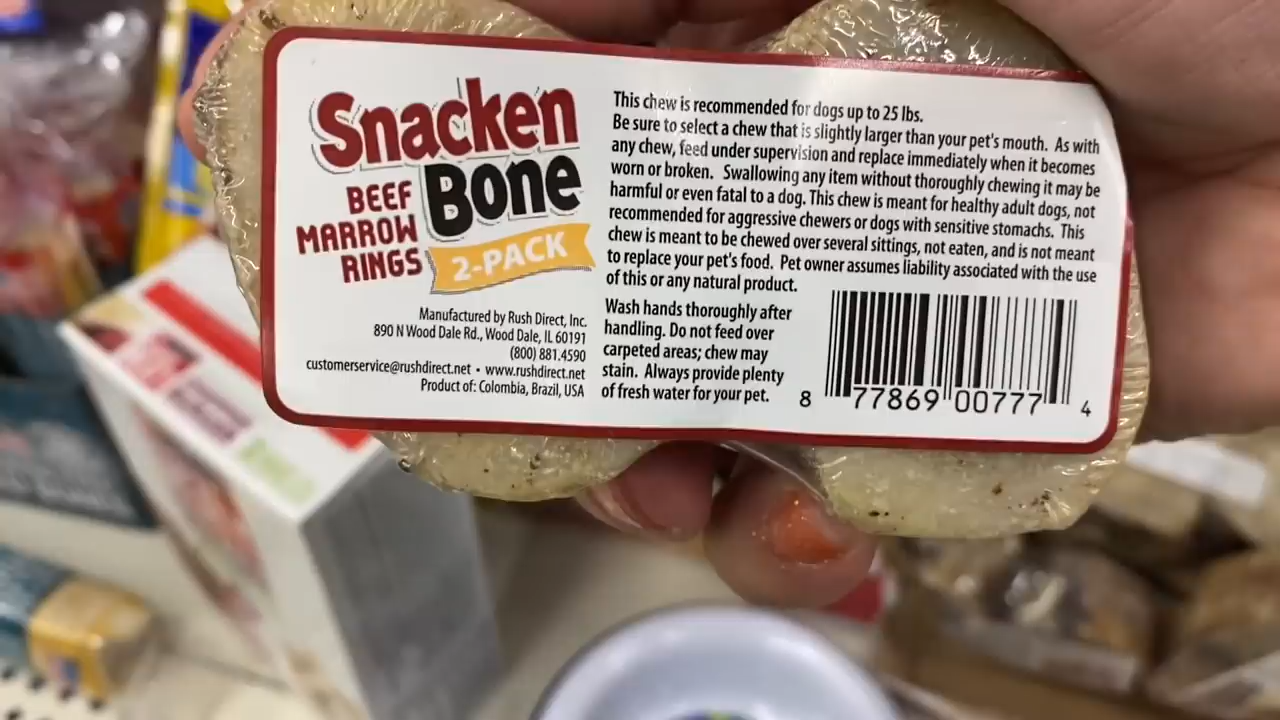 Snacken
Bone
BEEF
MARROW
RINGS
2-PACK
Manufactured by Rush Direct, Inc.
890 N Wood Dale Rd., Wood Dale, IL 60191
(800) 881.4590
customerservice@rushdirect.net • www.rushdirect.net
Product of: Colombia, Brazil, USA
This chew is recommended for dogs up to 25 lbs.
Be sure to select a chew that is slightly larger than your pet's mouth. As with
any chew, feed under supervision and replace immediately when it becomes
worn or broken. Swallowing any item without thoroughly chewing it may be
harmful or even fatal to a dog. This chew is meant for healthy adult dogs, not
recommended for aggressive chewers or dogs with sensitive stomachs. This
chew is meant to be chewed over several sittings, not eaten, and is not meant
to replace your pet's food. Pet owner assumes liability associated with the use
of this or any natural product.
Wash hands thoroughly after
handling. Do not feed over
carpeted areas; chew may
stain. Always provide plenty
of fresh water for your pet.
8 77869 00777 4